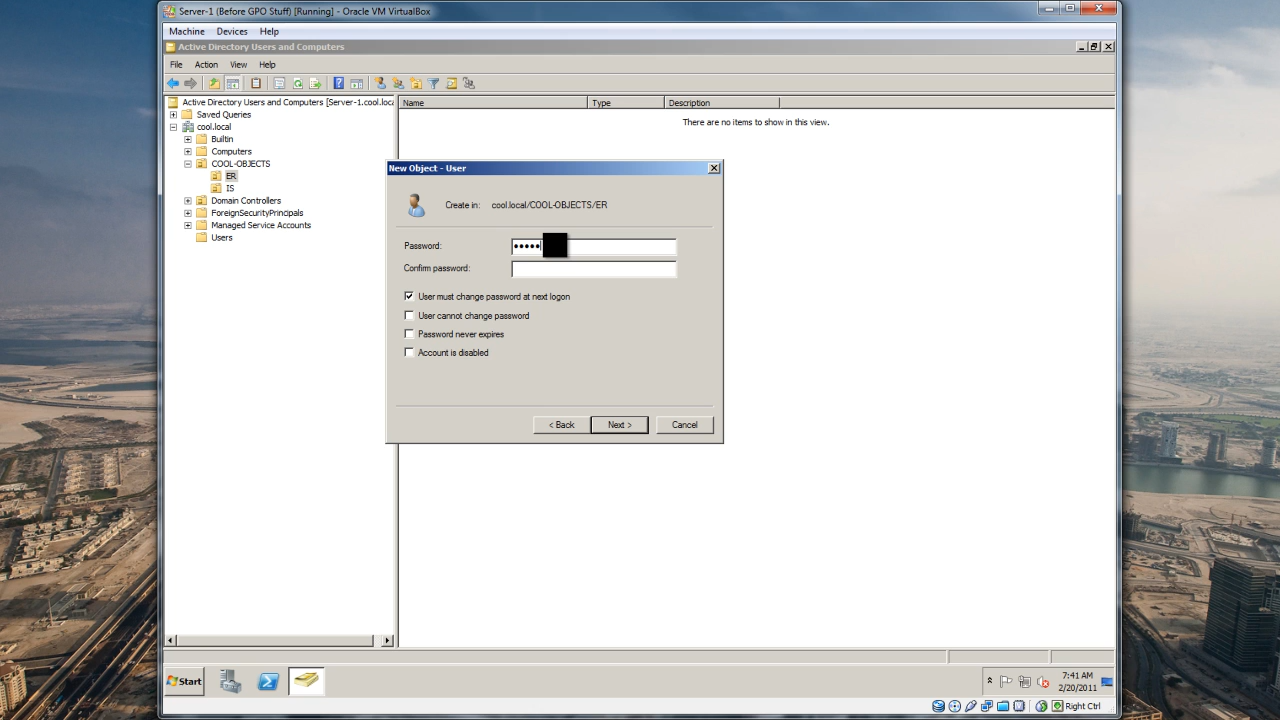 Server-1 (Before GPO Stuff) [Running] - Oracle VM VirtualBox
Machine Devices Help
Active Directory Users and Computers
File Action View Help
Active Directory Users and Computers [Server-1.cool.loca
Name Type Description
Saved Queries
There are no items to show in this view.
cool.local
Builtin
Computers
COOL-OBJECTS
ER
IS
Domain Controllers
ForeignSecurityPrincipals
Managed Service Accounts
Users
New Object - User
Create in: cool.local/COOL-OBJECTS/ER
Password: •••••
Confirm password:
User must change password at next logon
User cannot change password
Password never expires
Account is disabled
< Back Next > Cancel
Start
7:41 AM
2/20/2011
Right Ctrl